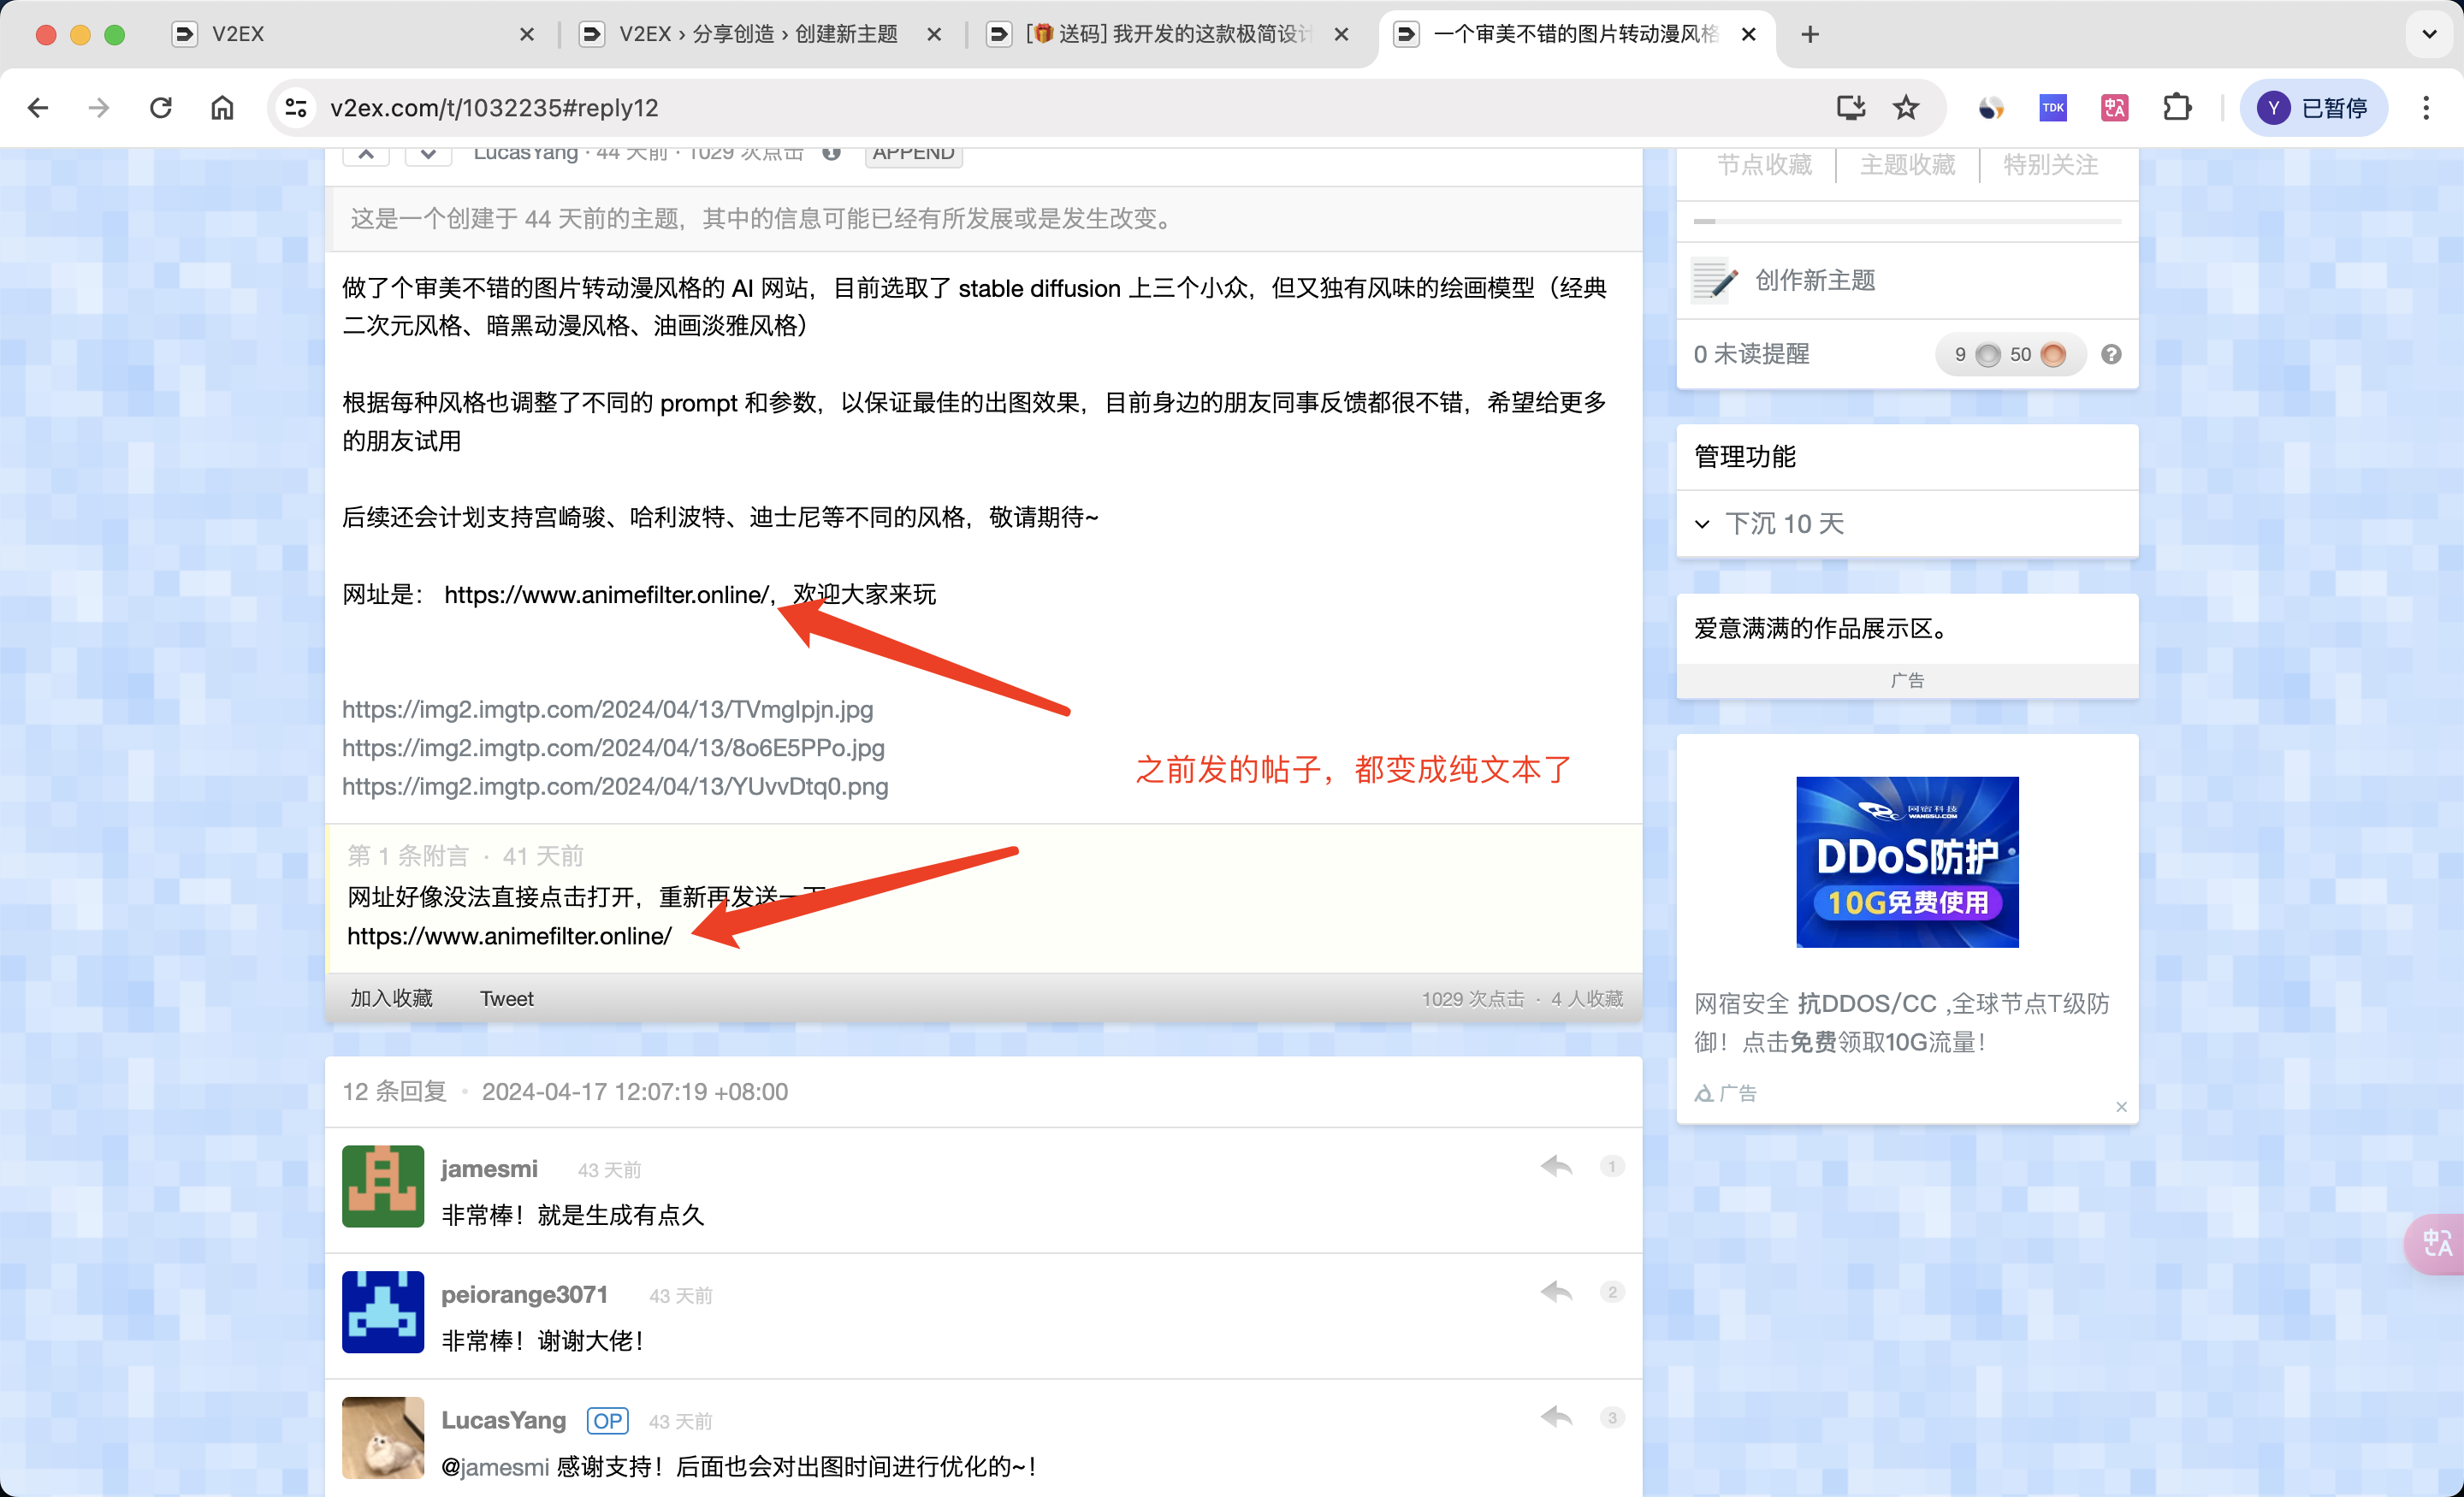 V2EX
V2EX › 分享创造 › 创建新主题
[🎁 送码] 我开发的这款极简设计
一个审美不错的图片转动漫风格
v2ex.com/t/1032235#reply12
TDK
中A
Y 已暂停
LucasYang · 44 天前 · 1029 次点击
APPEND
这是一个创建于 44 天前的主题，其中的信息可能已经有所发展或是发生改变。
做了个审美不错的图片转动漫风格的 AI 网站，目前选取了 stable diffusion 上三个小众，但又独有风味的绘画模型（经典
二次元风格、暗黑动漫风格、油画淡雅风格）
根据每种风格也调整了不同的 prompt 和参数，以保证最佳的出图效果，目前身边的朋友同事反馈都很不错，希望给更多
的朋友试用
后续还会计划支持宫崎骏、哈利波特、迪士尼等不同的风格，敬请期待~
网址是： https://www.animefilter.online/，欢迎大家来玩
https://img2.imgtp.com/2024/04/13/TVmgIpjn.jpg
https://img2.imgtp.com/2024/04/13/8o6E5PPo.jpg
https://img2.imgtp.com/2024/04/13/YUvvDtq0.png
之前发的帖子，都变成纯文本了
第 1 条附言 · 41 天前
网址好像没法直接点击打开，重新再发送一下
https://www.animefilter.online/
加入收藏
Tweet
1029 次点击 · 4 人收藏
12 条回复 • 2024-04-17 12:07:19 +08:00
jamesmi 43 天前
1
非常棒！就是生成有点久
peiorange3071 43 天前
2
非常棒！谢谢大佬！
LucasYang OP 43 天前
3
@jamesmi 感谢支持！后面也会对出图时间进行优化的~！
节点收藏
主题收藏
特别关注
创作新主题
0 未读提醒
9 50
管理功能
下沉 10 天
爱意满满的作品展示区。
广告
网宿科技
WANGSU.COM
DDoS防护
10G免费使用
网宿安全 抗DDOS/CC ,全球节点T级防
御！点击免费领取10G流量！
广告
中A